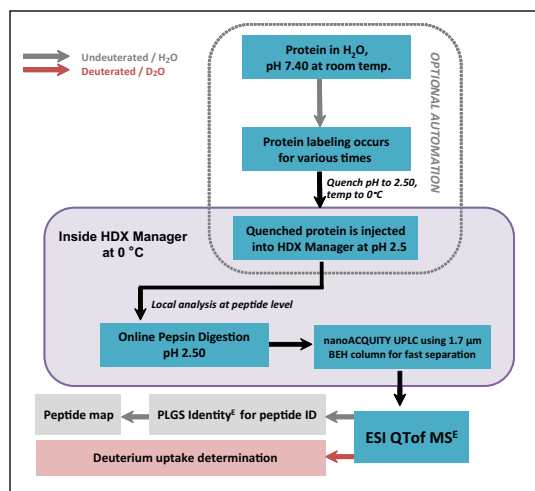 Undeuterated / H₂O
Deuterated / D₂O
Protein in H₂O,
pH 7.40 at room temp.
OPTIONAL AUTOMATION
Protein labeling occurs
for various times
Quench pH to 2.50,
temp to 0°C
Inside HDX Manager
at 0 °C
Quenched protein is injected
into HDX Manager at pH 2.5
Local analysis at peptide level
Online Pepsin Digestion
pH 2.50
nanoACQUITY UPLC using 1.7 μm
BEH column for fast separation
Peptide map
PLGS Identityᴱ for peptide ID
ESI QTof MSᴱ
Deuterium uptake determination